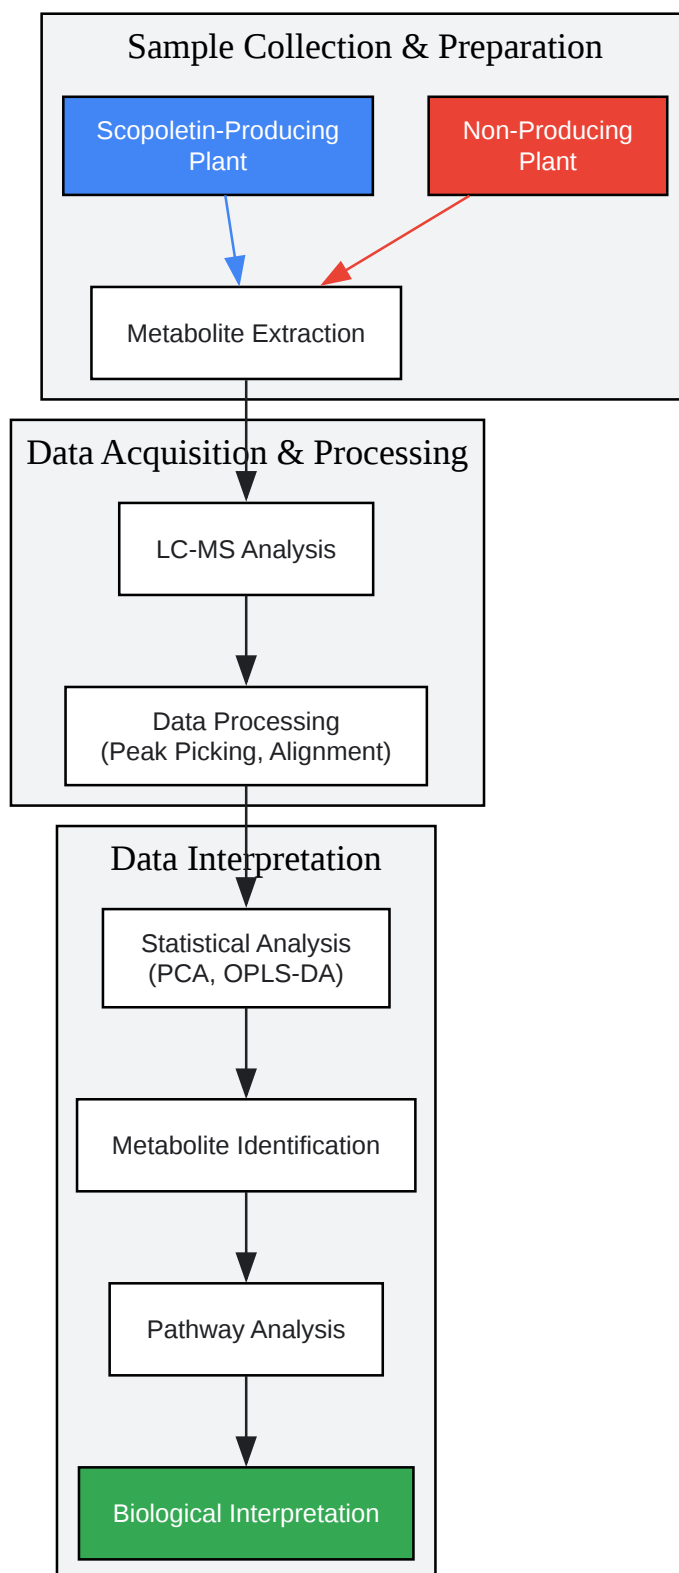 Sample Collection & Preparation
Scopoletin-Producing
Plant
Non-Producing
Plant
Metabolite Extraction
Data Acquisition & Processing
LC-MS Analysis
Data Processing
(Peak Picking, Alignment)
Data Interpretation
Statistical Analysis
(PCA, OPLS-DA)
Metabolite Identification
Pathway Analysis
Biological Interpretation